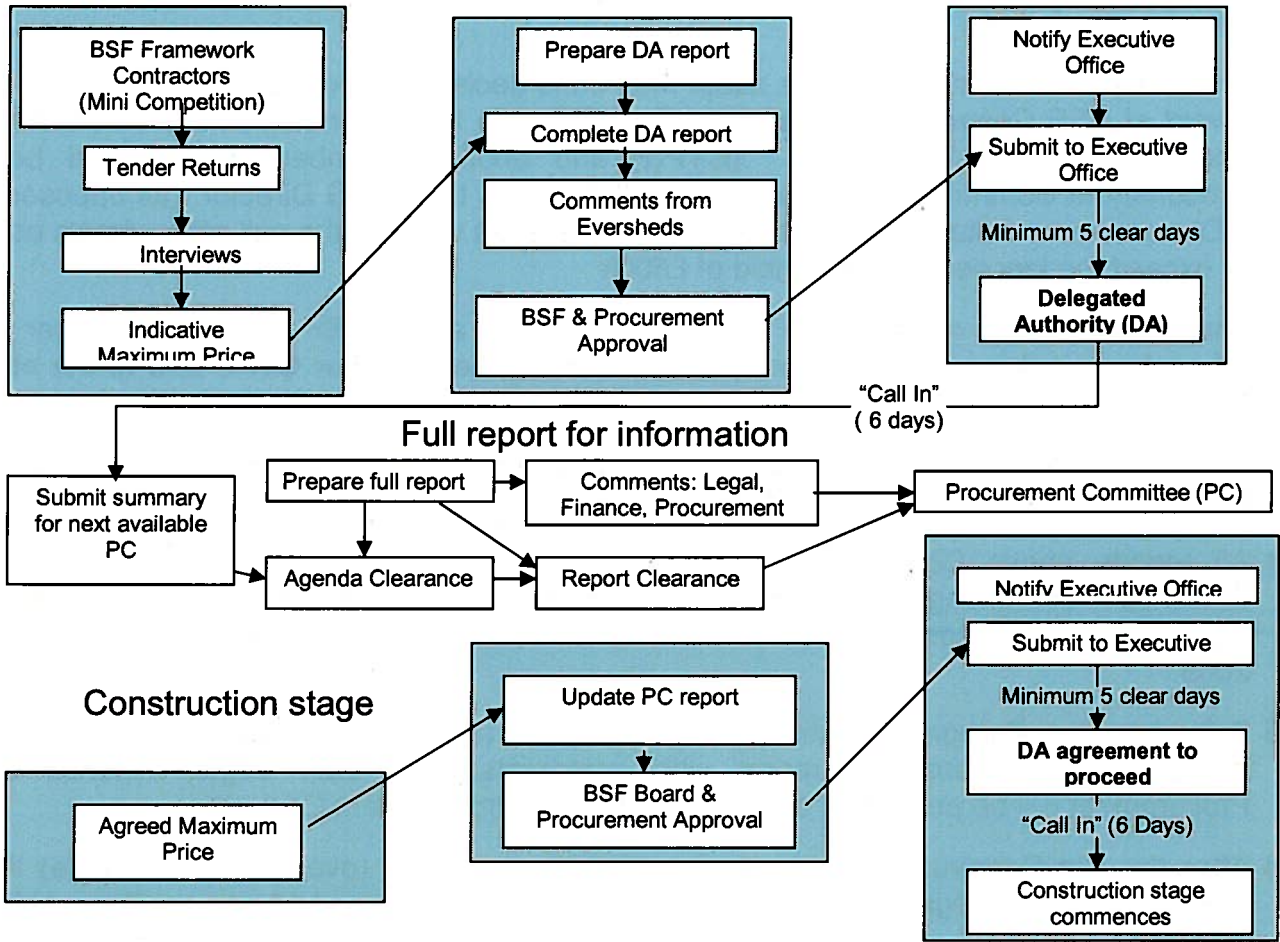 BSF Framework
Contractors
(Mini Competition)
Tender Returns
Interviews
Indicative
Maximum Price
Prepare DA report
Complete DA report
Comments from
Eversheds
BSF & Procurement
Approval
Notify Executive
Office
Submit to Executive
Office
Minimum 5 clear days
Delegated
Authority (DA)
"Call In"
( 6 days)
Full report for information
Submit summary
for next available
PC
Prepare full report
Comments: Legal,
Finance, Procurement
Procurement Committee (PC)
Agenda Clearance
Report Clearance
Construction stage
Agreed Maximum
Price
Update PC report
BSF Board &
Procurement Approval
Notify Executive Office
Submit to Executive
Minimum 5 clear days
DA agreement to
proceed
"Call In" (6 Days)
Construction stage
commences